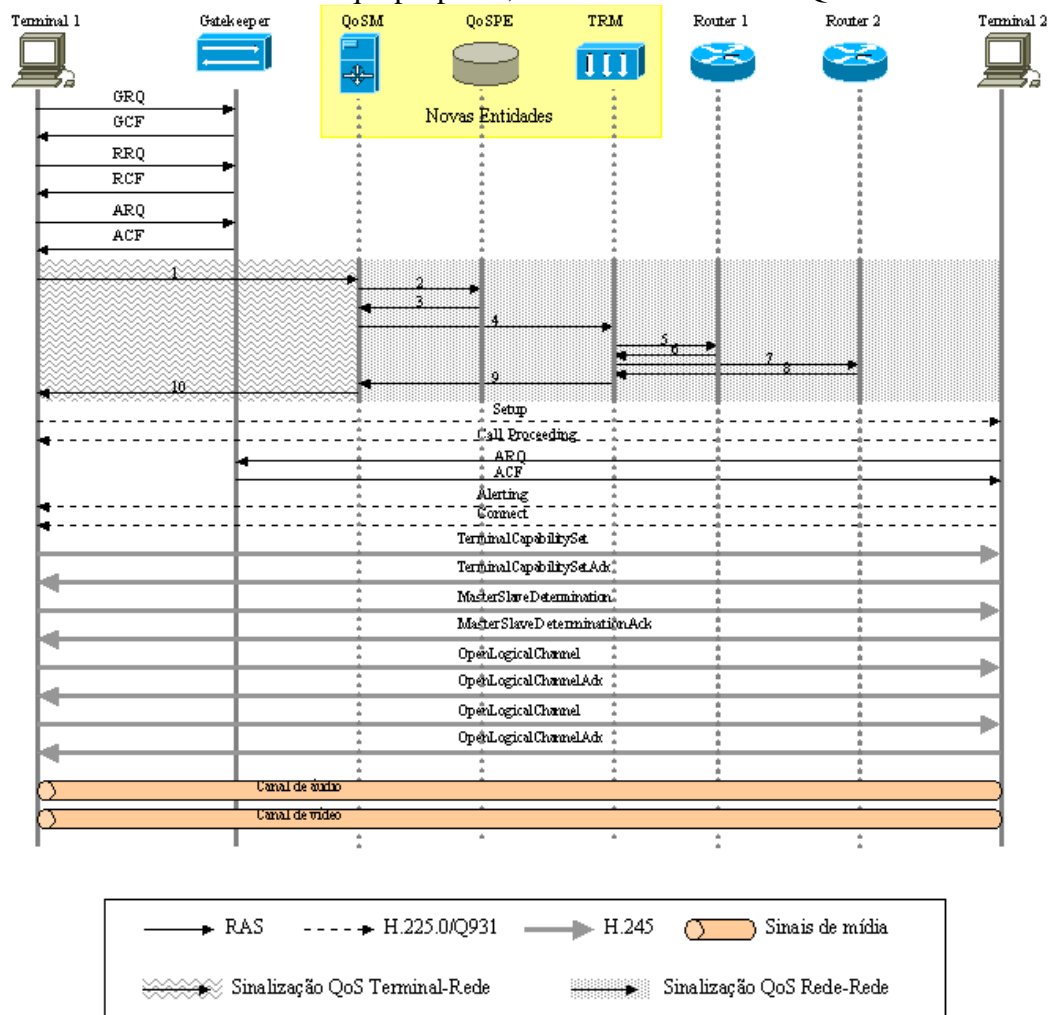 Terminal 1 Gatekeeper QoSM QoSPE TRM Router 1 Router 2 Terminal 2
Novas Entidades
GRQ
GCF
RRQ
RCF
ARQ
ACF
1
2
3
4
5
6
7
8
9
10
Setup
Call Proceeding
ARQ
ACF
Alerting
Connect
TerminalCapabilitySet
TerminalCapabilitySetAck
MasterSlaveDetermination
MasterSlaveDeterminationAck
OpenLogicalChannel
OpenLogicalChannelAck
OpenLogicalChannel
OpenLogicalChannelAck
Canal de áudio
Canal de vídeo
RAS H.225.0/Q931 H.245 Sinais de mídia
Sinalização QoS Terminal-Rede Sinalização QoS Rede-Rede